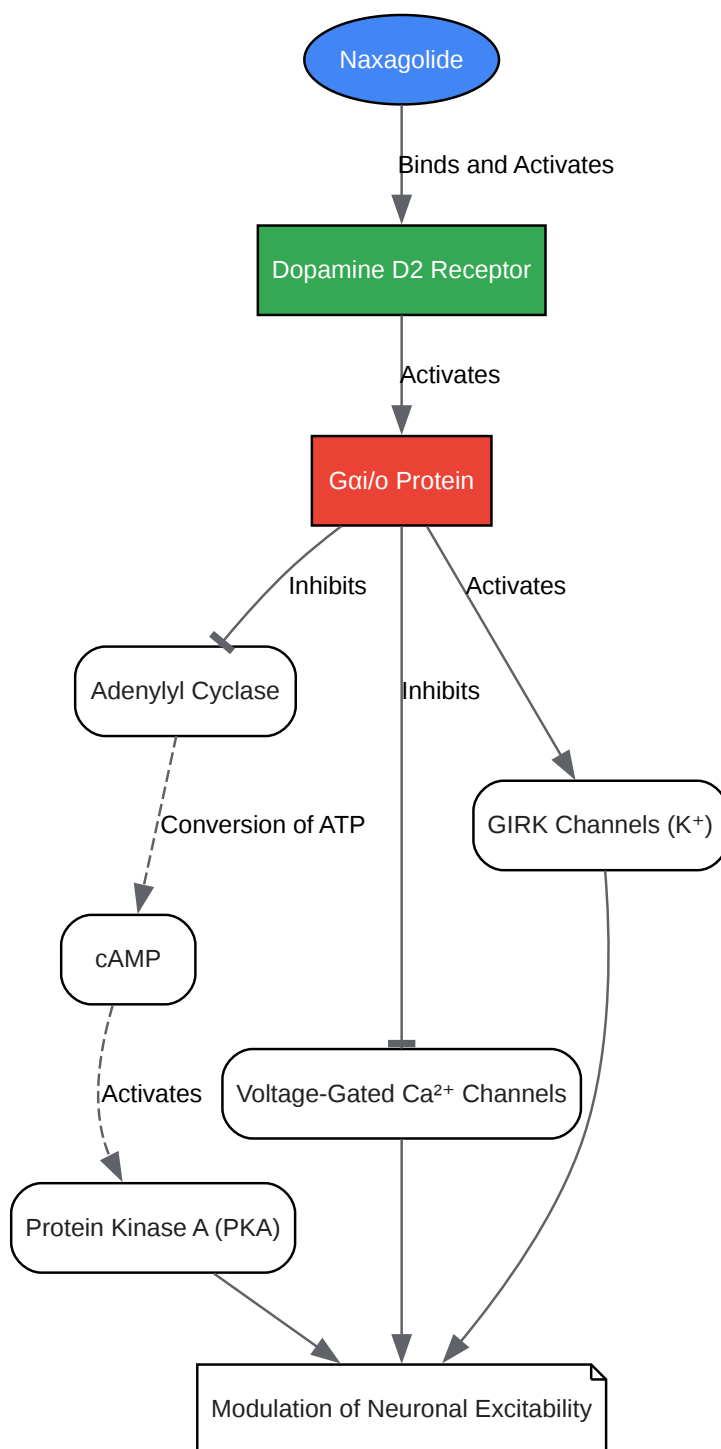 Naxagolide
Binds and Activates
Dopamine D2 Receptor
Activates
Gαi/o Protein
Inhibits
Activates
Adenylyl Cyclase
Inhibits
Conversion of ATP
GIRK Channels (K⁺)
cAMP
Activates
Voltage-Gated Ca²⁺ Channels
Protein Kinase A (PKA)
Modulation of Neuronal Excitability